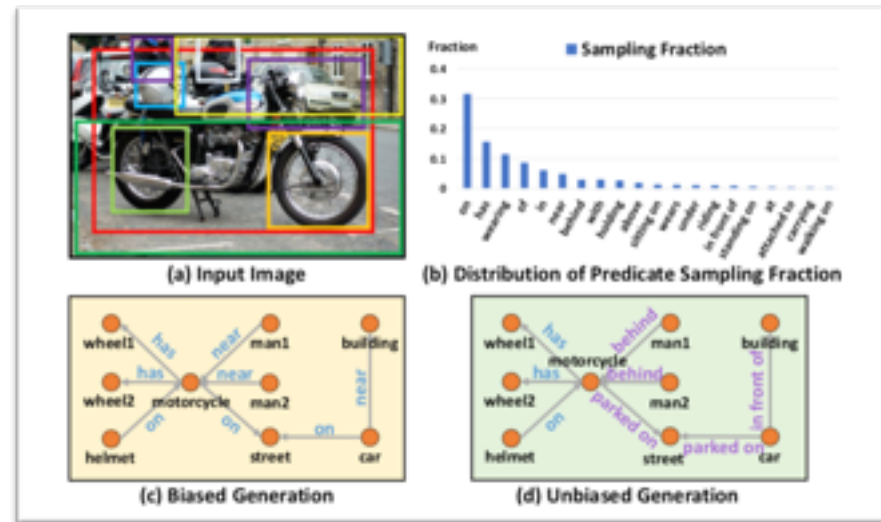 Fraction
Sampling Fraction
0.4
0.3
0.2
0.1
0
on
has
wearing
of
in
near
behind
with
holding
above
sitting on
wears
under
riding
in front of
standing on
at
attached to
carrying
walking on
(a) Input Image
(b) Distribution of Predicate Sampling Fraction
wheel1
has
near
man1
building
wheel2
has
motorcycle
near
man2
near
helmet
on
on
street
on
car
(c) Biased Generation
wheel1
has
motorcycle
behind
man1
building
wheel2
has
behind
man2
in front of
helmet
on
parked on
street
parked on
car
(d) Unbiased Generation